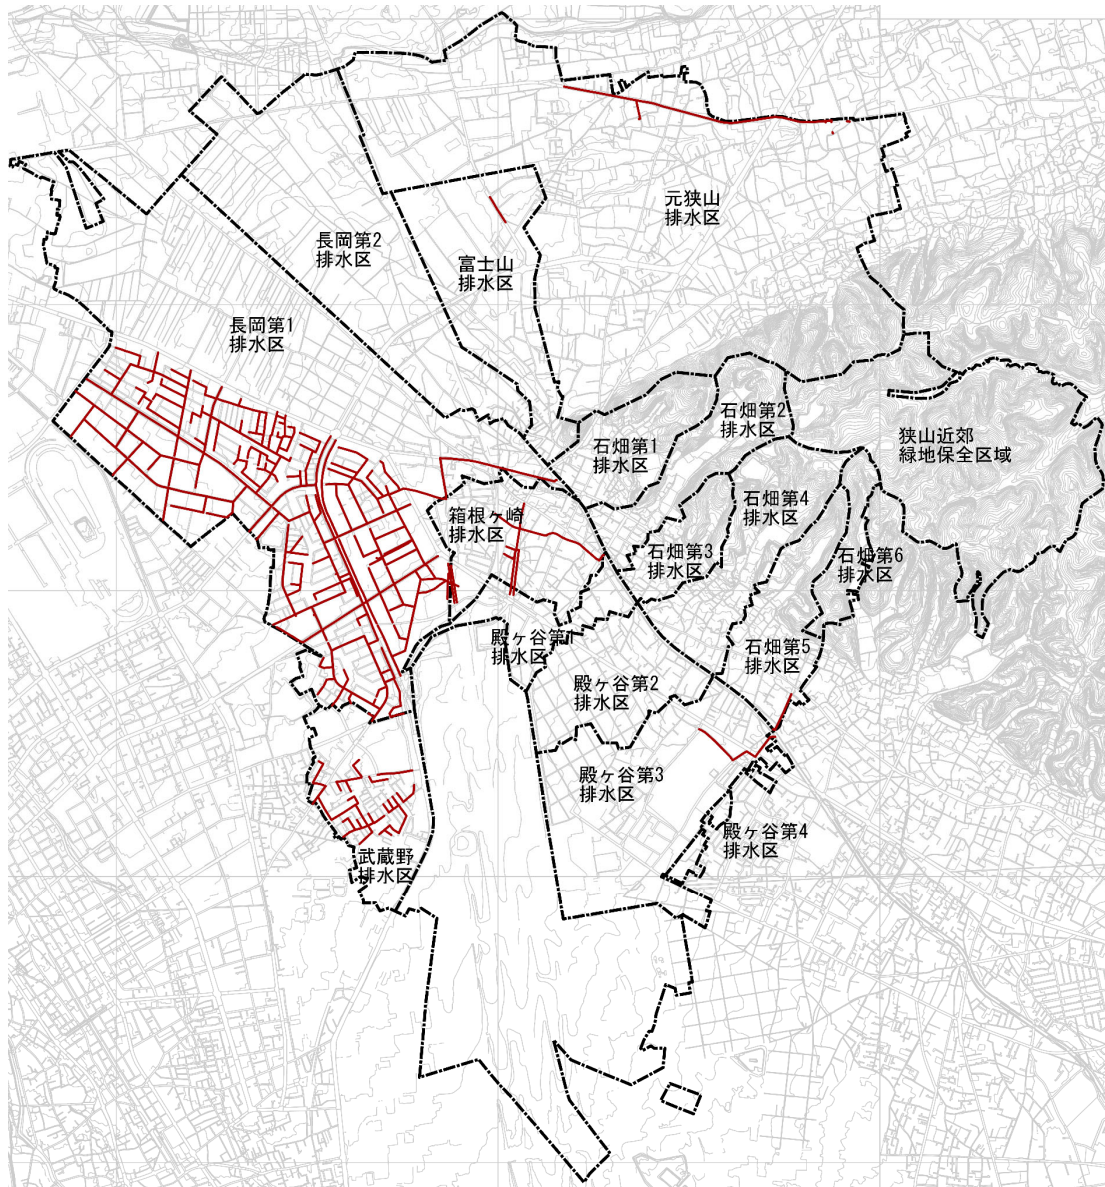 元狭山
排水区
長岡第2
排水区
富士山
排水区
長岡第1
排水区
石畑第2
排水区
石畑第1
排水区
狭山近郊
緑地保全区域
石畑第4
排水区
箱根ヶ崎
排水区
石畑第3
排水区
石畑第6
排水区
殿ヶ谷第1
排水区
石畑第5
排水区
殿ヶ谷第2
排水区
殿ヶ谷第3
排水区
殿ヶ谷第4
排水区
武蔵野
排水区